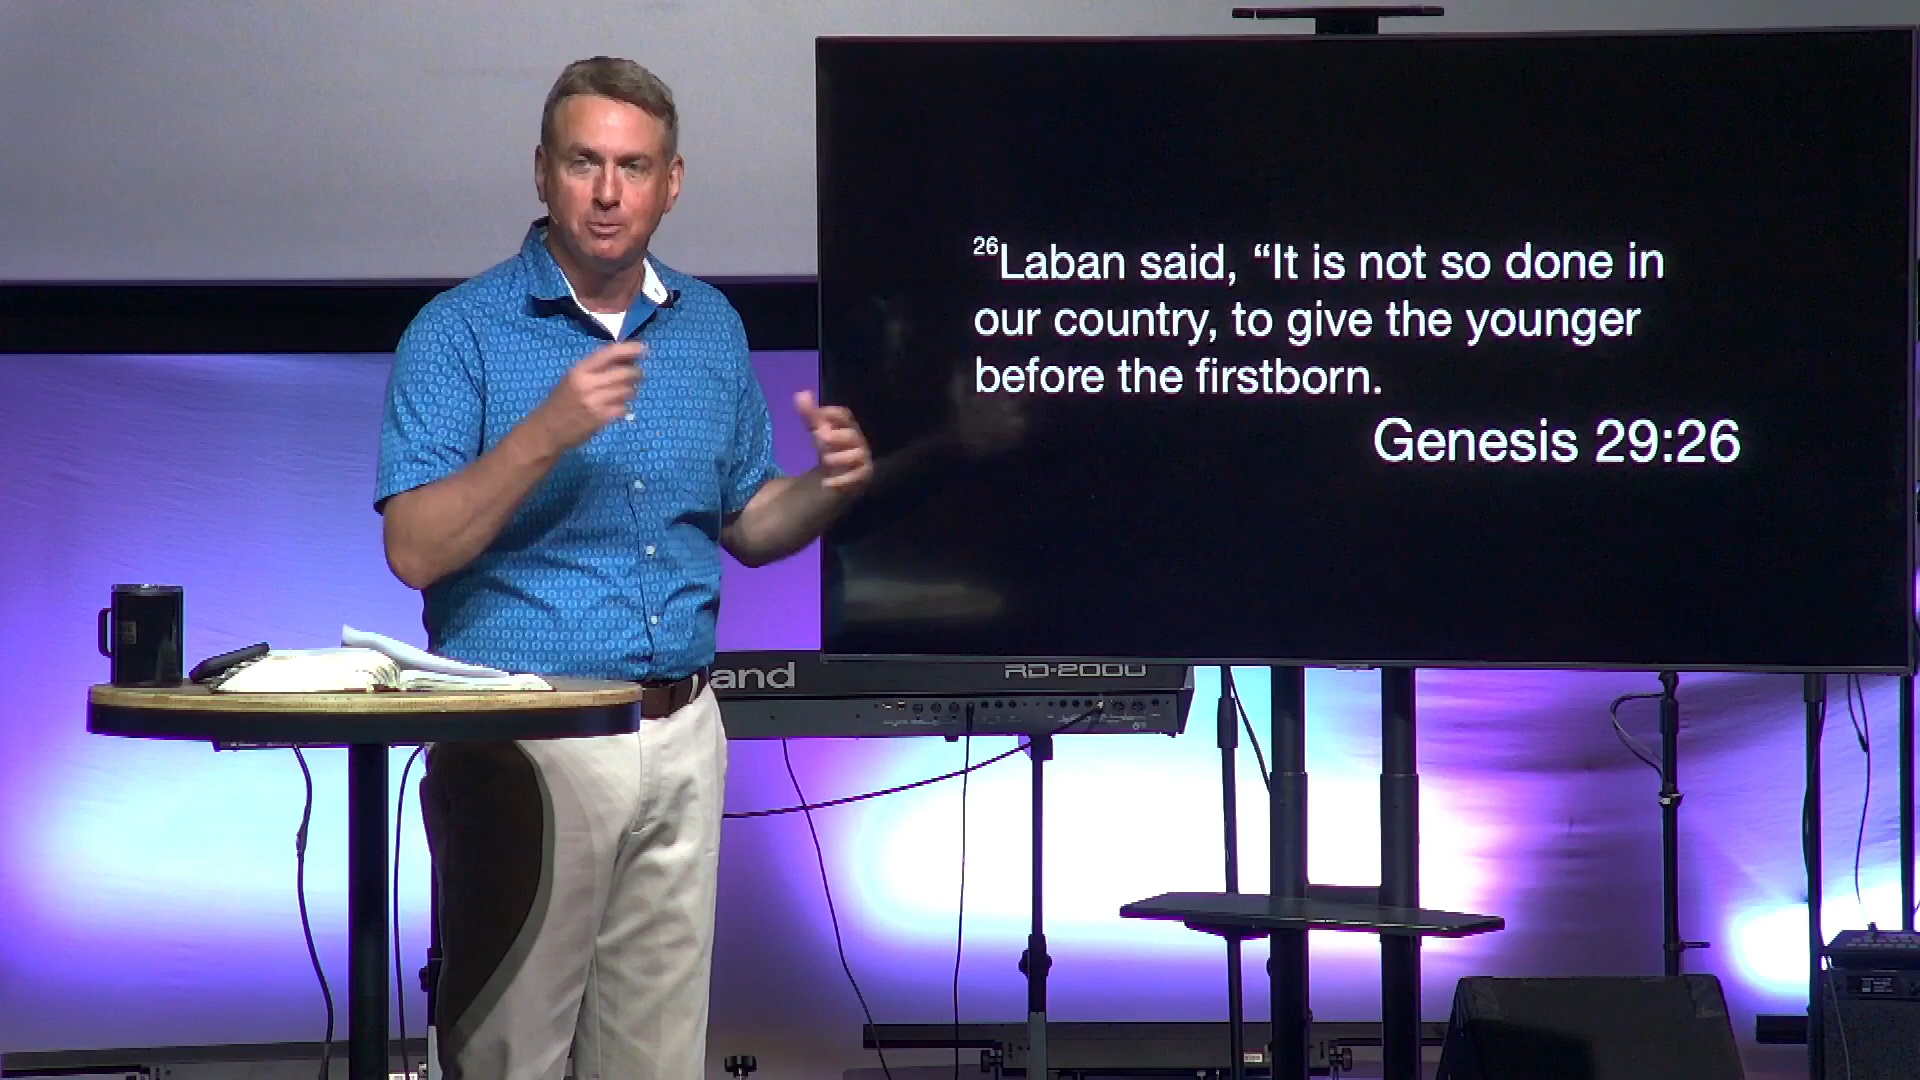 26Laban said, “It is not so done in
our country, to give the younger
before the firstborn.
Genesis 29:26
and
RD-2000